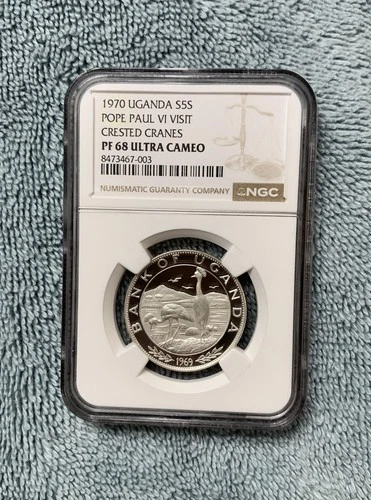 1970 UGANDA S5S
POPE PAUL VI VISIT
CRESTED CRANES
PF 68 ULTRA CAMEO
8473467-003
NUMISMATIC GUARANTY COMPANY NGC
BANK OF UGANDA
1969